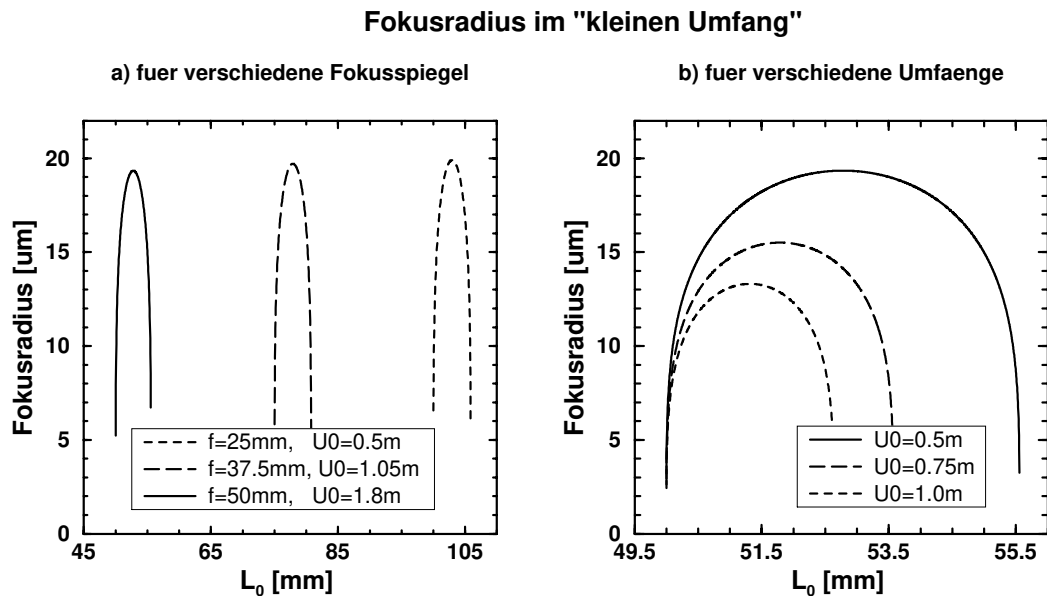 Fokusradius im "kleinen Umfang"
a) fuer verschiedene Fokusspiegel
b) fuer verschiedene Umfaenge
Fokusradius [um]
20
15
10
5
0
f=25mm, U0=0.5m
f=37.5mm, U0=1.05m
f=50mm, U0=1.8m
45 65 85 105
L0 [mm]
Fokusradius [um]
20
15
10
5
0
U0=0.5m
U0=0.75m
U0=1.0m
49.5 51.5 53.5 55.5
L0 [mm]